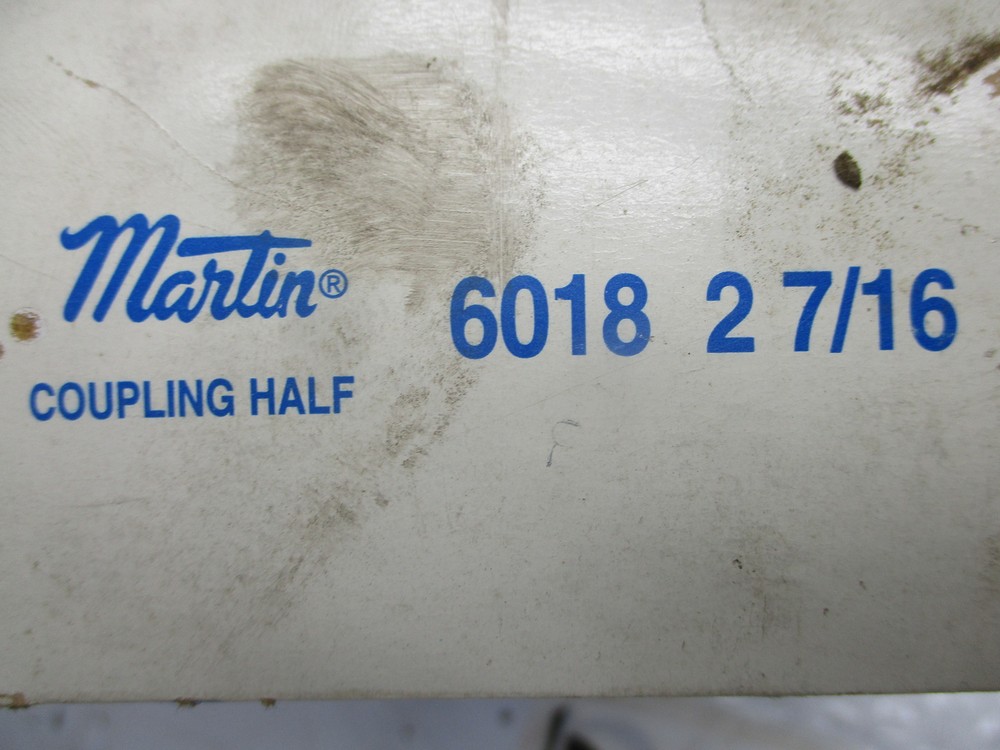 Martin®
COUPLING HALF
6018 2 7/16